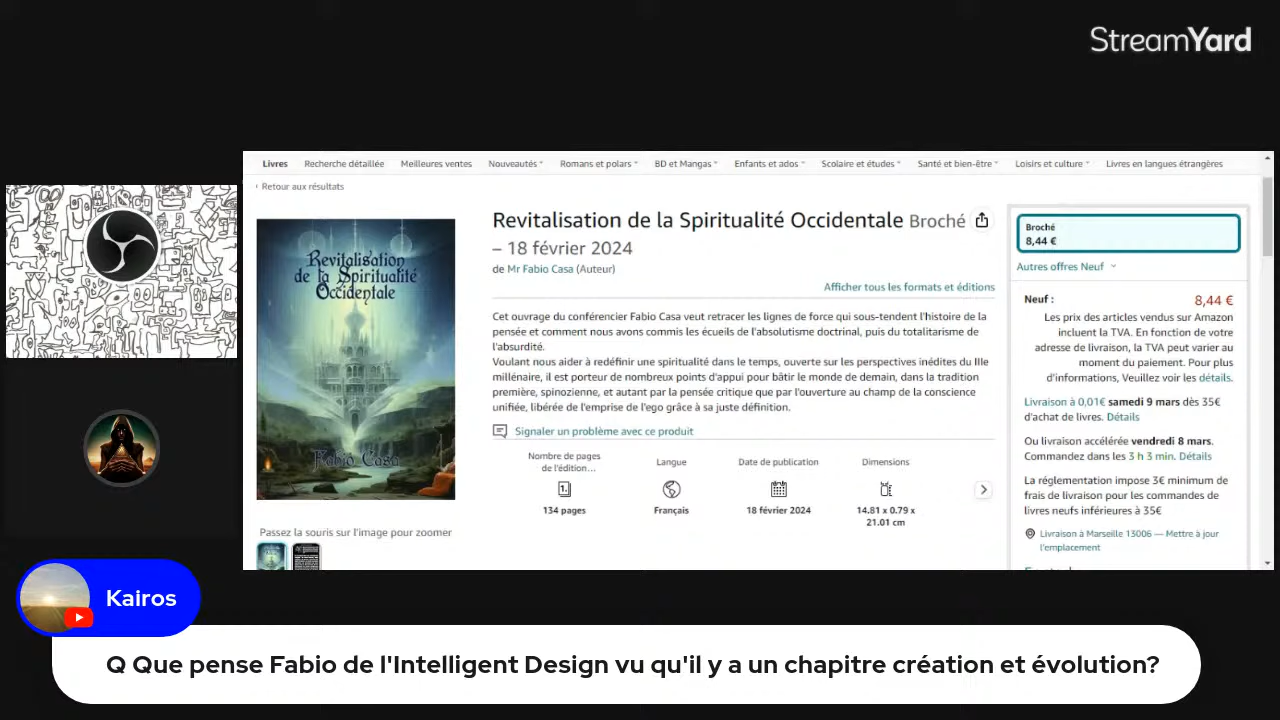 StreamYard
Livres Recherche détaillée Meilleures ventes Nouveautés Romans et polars BD et Mangas Enfants et ados Scolaire et études Santé et bien-être Loisirs et culture Livres en langues étrangères
‹ Retour aux résultats
Revitalisation
de la Spiritualité
Occidentale
Fabio Casa
Passez la souris sur l'image pour zoomer
Revitalisation de la Spiritualité Occidentale Broché
– 18 février 2024
de Mr Fabio Casa (Auteur)
Afficher tous les formats et éditions
Cet ouvrage du conférencier Fabio Casa veut retracer les lignes de force qui sous-tendent l'histoire de la
pensée et comment nous avons commis les écueils de l'absolutisme doctrinal, puis du totalitarisme de
l'absurdité.
Voulant nous aider à redéfinir une spiritualité dans le temps, ouverte sur les perspectives inédites du IIIe
millénaire, il est porteur de nombreux points d'appui pour bâtir le monde de demain, dans la tradition
première, spinozienne, et autant par la pensée critique que par l'ouverture au champ de la conscience
unifiée, libérée de l'emprise de l'ego grâce à sa juste définition.
Signaler un problème avec ce produit
Nombre de pages
de l'édition...
134 pages
Langue
Français
Date de publication
18 février 2024
Dimensions
14.81 x 0.79 x
21.01 cm
Broché
8,44 €
Autres offres Neuf
Neuf : 8,44 €
Les prix des articles vendus sur Amazon
incluent la TVA. En fonction de votre
adresse de livraison, la TVA peut varier au
moment du paiement. Pour plus
d'informations, Veuillez voir les détails.
Livraison à 0,01€ samedi 9 mars dès 35€
d'achat de livres. Détails
Ou livraison accélérée vendredi 8 mars.
Commandez dans les 3 h 3 min. Détails
La réglementation impose 3€ minimum de
frais de livraison pour les commandes de
livres neufs inférieures à 35€
Livraison à Marseille 13006 — Mettre à jour
l'emplacement
Kairos
Q Que pense Fabio de l'Intelligent Design vu qu'il y a un chapitre création et évolution?